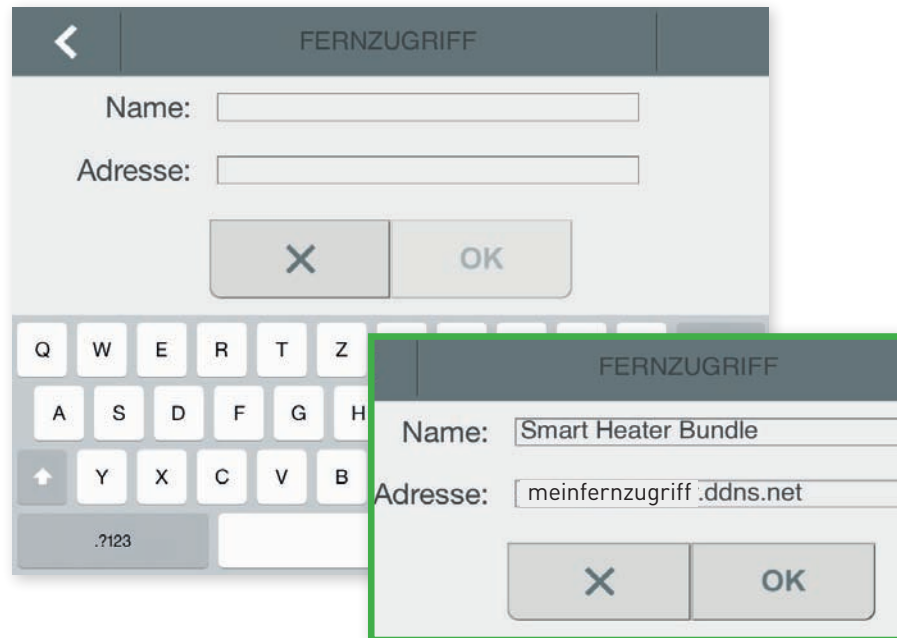 FERNZUGRIFF
Name:
Adresse:
OK
Q W E R T Z
A S D F G H
Y X C V B
.?123
FERNZUGRIFF
Name: Smart Heater Bundle
Adresse: meinfernzugriff .ddns.net
OK